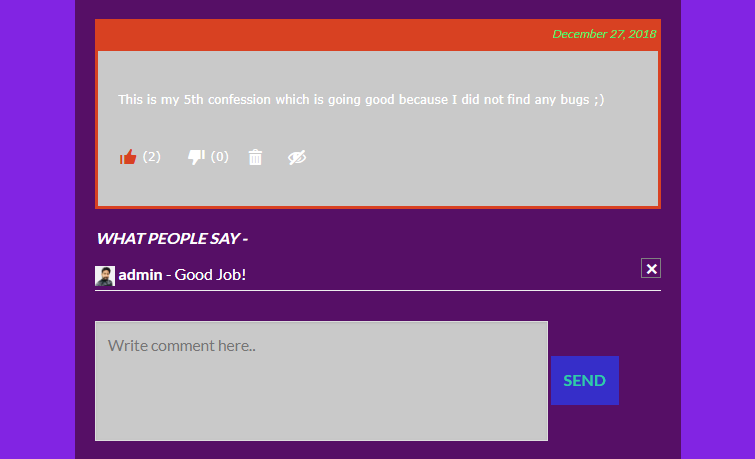 December 27, 2018
This is my 5th confession which is going good because I did not find any bugs ;)
(2) (0)
WHAT PEOPLE SAY -
admin - Good Job!
Write comment here..
SEND